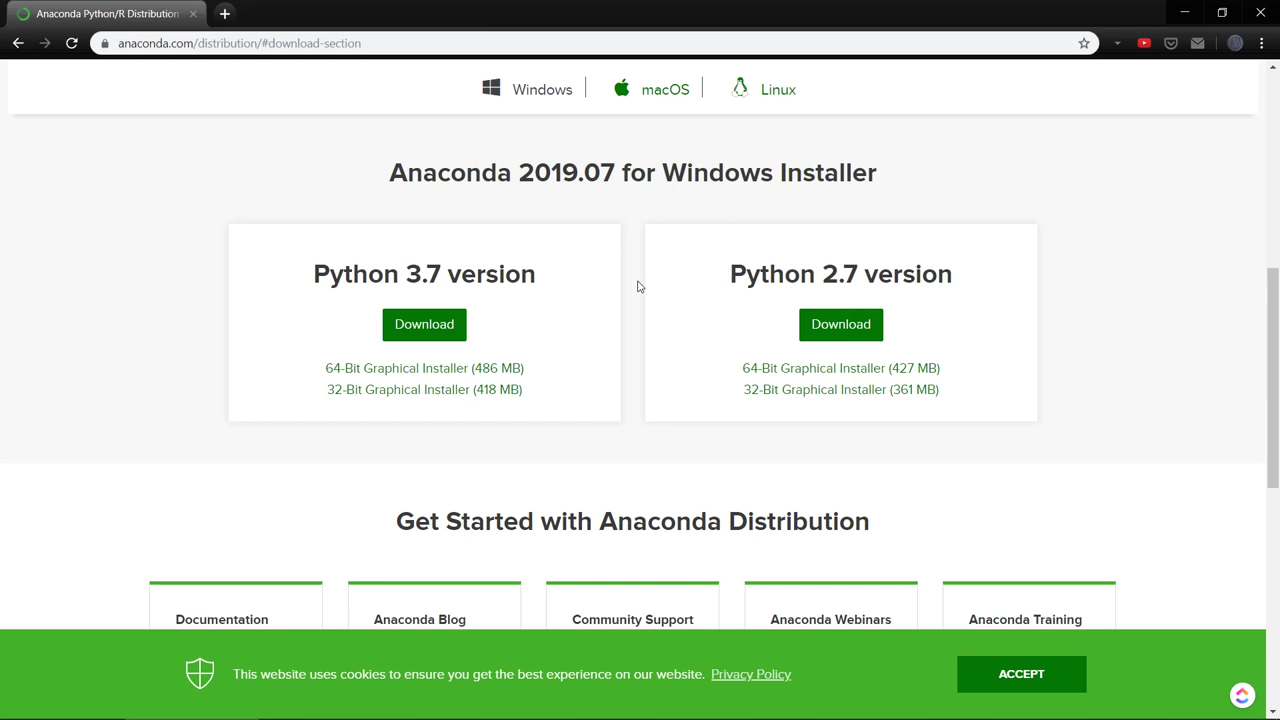 Anaconda Python/R Distribution
anaconda.com/distribution/#download-section
Windows macOS Linux
Anaconda 2019.07 for Windows Installer
Python 3.7 version
Download
64-Bit Graphical Installer (486 MB)
32-Bit Graphical Installer (418 MB)
Python 2.7 version
Download
64-Bit Graphical Installer (427 MB)
32-Bit Graphical Installer (361 MB)
Get Started with Anaconda Distribution
Documentation
Anaconda Blog
Community Support
Anaconda Webinars
Anaconda Training
This website uses cookies to ensure you get the best experience on our website. Privacy Policy
ACCEPT